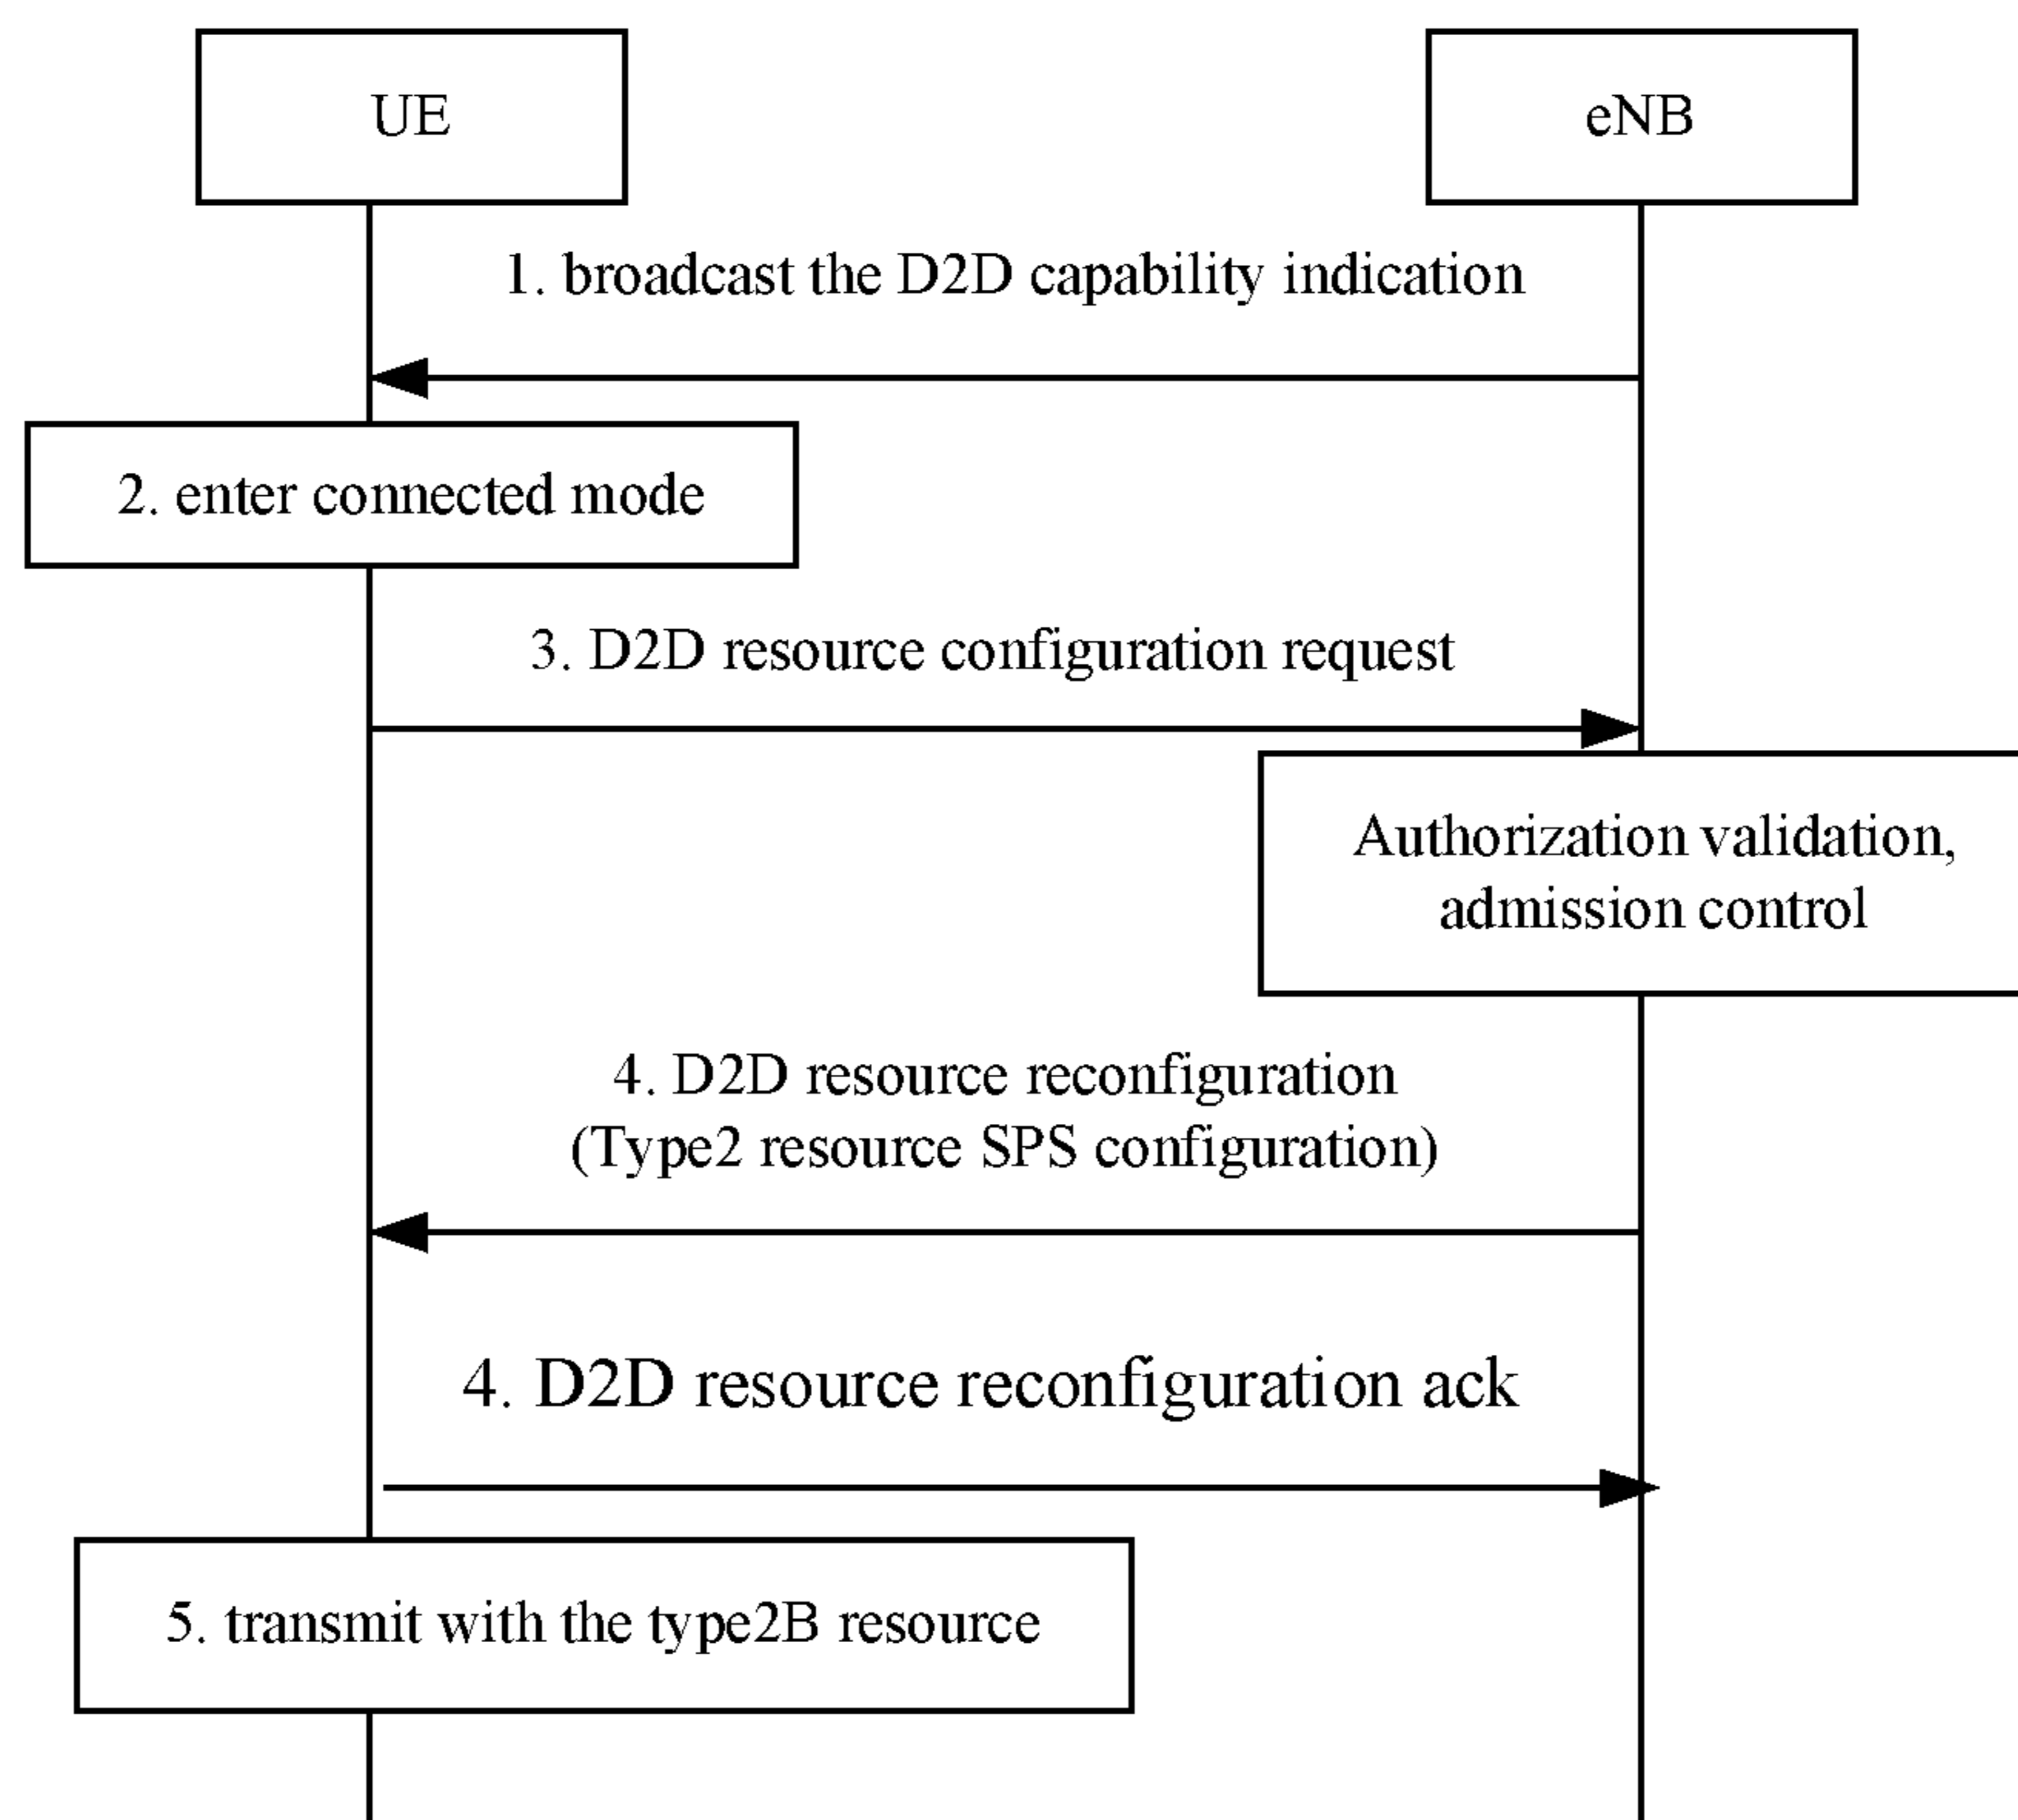 UE
eNB
1. broadcast the D2D capability indication
2. enter connected mode
3. D2D resource configuration request
Authorization validation,
admission control
4. D2D resource reconfiguration
(Type2 resource SPS configuration)
4. D2D resource reconfiguration ack
5. transmit with the type2B resource